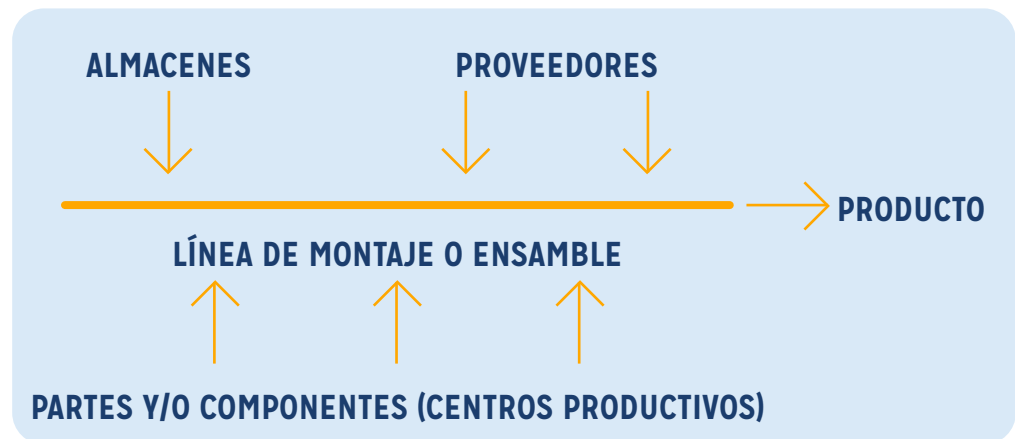 ALMACENES
PROVEEDORES
PRODUCTO
LÍNEA DE MONTAJE O ENSAMBLE
PARTES Y/O COMPONENTES (CENTROS PRODUCTIVOS)